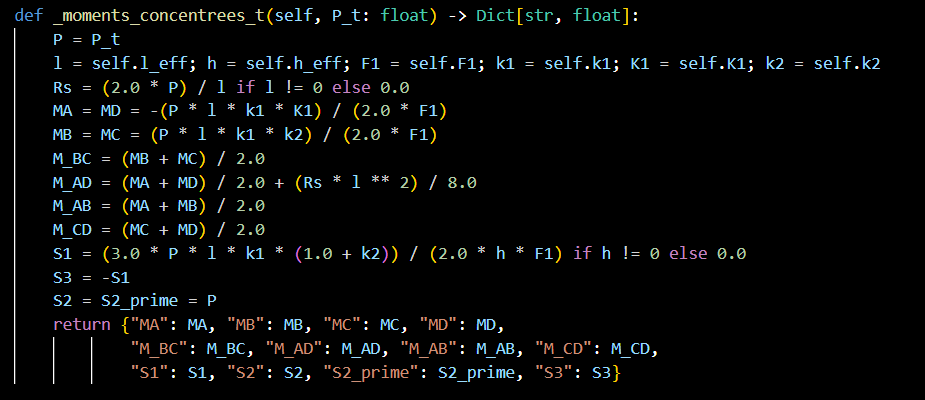 def _moments_concentrees_t(self, P_t: float) -> Dict[str, float]:
    P = P_t
    l = self.l_eff; h = self.h_eff; F1 = self.F1; k1 = self.k1; K1 = self.K1; k2 = self.k2
    Rs = (2.0 * P) / l if l != 0 else 0.0
    MA = MD = -(P * l * k1 * K1) / (2.0 * F1)
    MB = MC = (P * l * k1 * k2) / (2.0 * F1)
    M_BC = (MB + MC) / 2.0
    M_AD = (MA + MD) / 2.0 + (Rs * l ** 2) / 8.0
    M_AB = (MA + MB) / 2.0
    M_CD = (MC + MD) / 2.0
    S1 = (3.0 * P * l * k1 * (1.0 + k2)) / (2.0 * h * F1) if h != 0 else 0.0
    S3 = -S1
    S2 = S2_prime = P
    return {"MA": MA, "MB": MB, "MC": MC, "MD": MD,
            "M_BC": M_BC, "M_AD": M_AD, "M_AB": M_AB, "M_CD": M_CD,
            "S1": S1, "S2": S2, "S2_prime": S2_prime, "S3": S3}